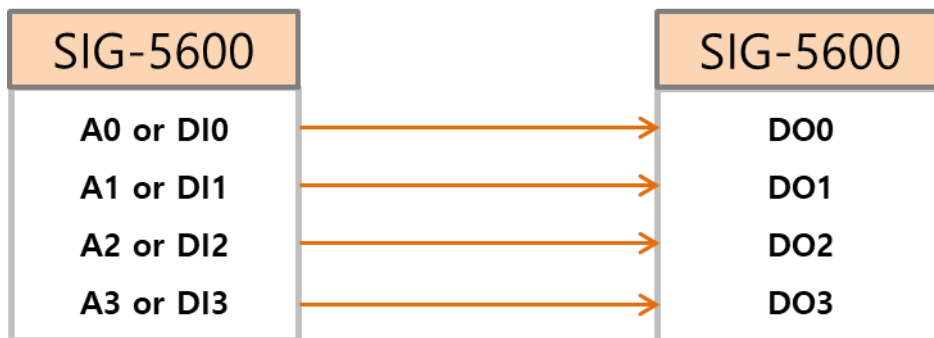 SIG-5600
SIG-5600
A0 or DI0
DO0
A1 or DI1
DO1
A2 or DI2
DO2
A3 or DI3
DO3